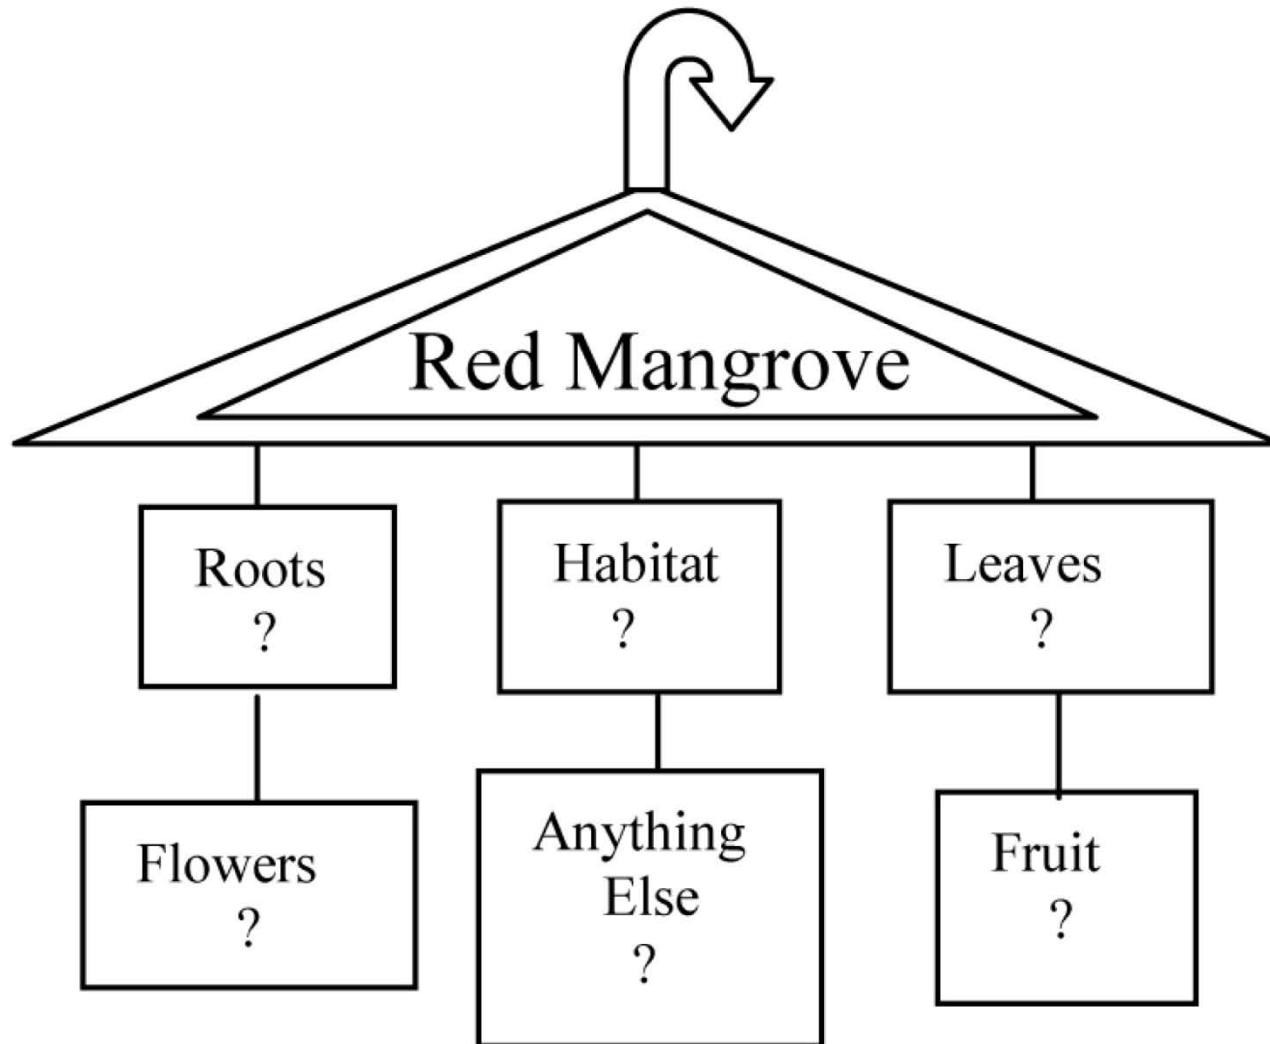 Red Mangrove
Roots
?
Habitat
?
Leaves
?
Flowers
?
Anything
Else
?
Fruit
?